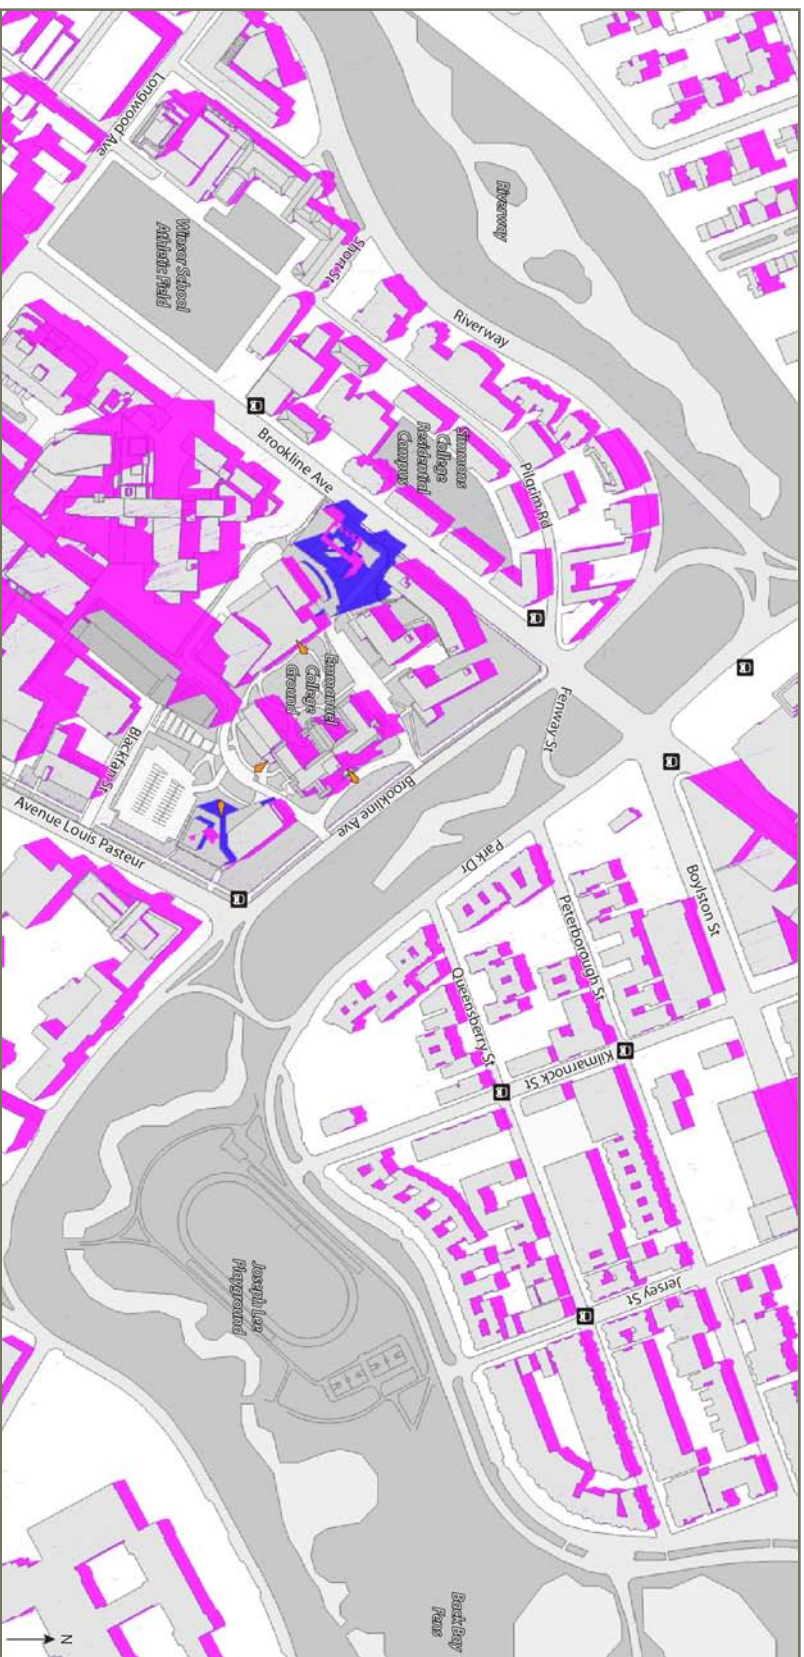 Longwood Ave
Winsor School
Athletic Field
Short St
Riverway
Riverway
Brookline Ave
Simmons
College
Residential
Campus
Pilgrim Rd
Emmanuel
College
Ground
Fenway St
Blackfan St
Avenue Louis Pasteur
Brookline Ave
Park Dr
Boylston St
Peterborough St
Queensberry St
Kilmarnock St
Jersey St
Joseph Lee
Playground
Back Bay
Fens
N